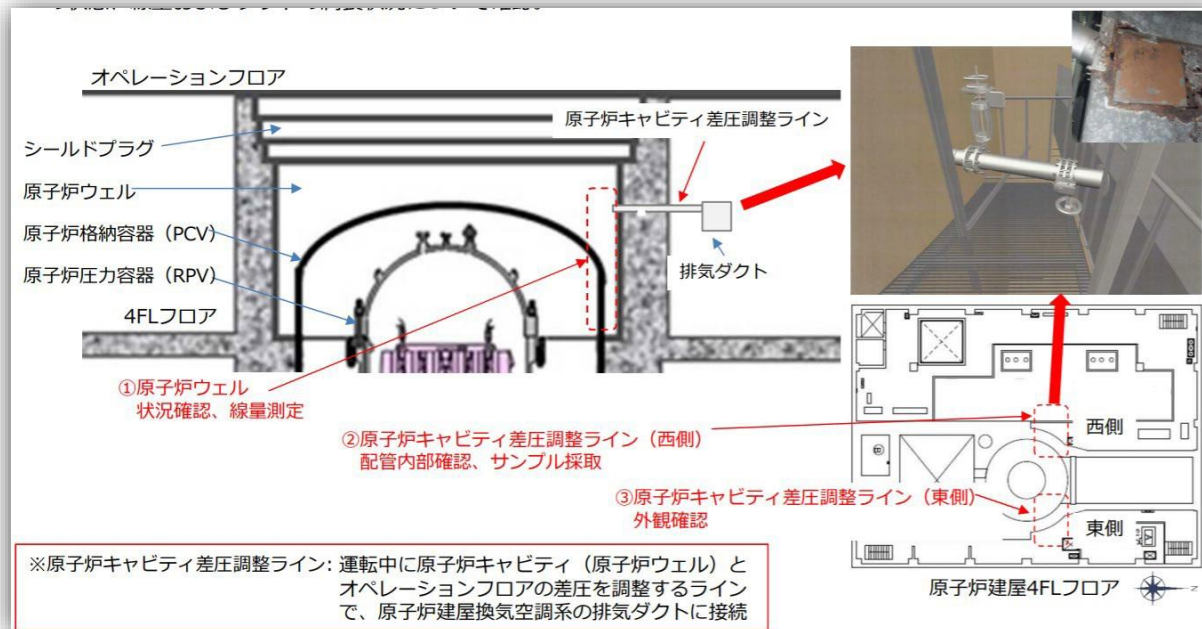 オペレーションフロア
シールドプラグ
原子炉ウェル
原子炉格納容器（PCV）
原子炉圧力容器（RPV）
4FLフロア
原子炉キャビティ差圧調整ライン
排気ダクト
①原子炉ウェル
状況確認、線量測定
②原子炉キャビティ差圧調整ライン（西側）
配管内部確認、サンプル採取
③原子炉キャビティ差圧調整ライン（東側）
外観確認
西側
東側
原子炉建屋4FLフロア
※原子炉キャビティ差圧調整ライン: 運転中に原子炉キャビティ（原子炉ウェル）と
オペレーションフロアの差圧を調整するライン
で、原子炉建屋換気空調系の排気ダクトに接続